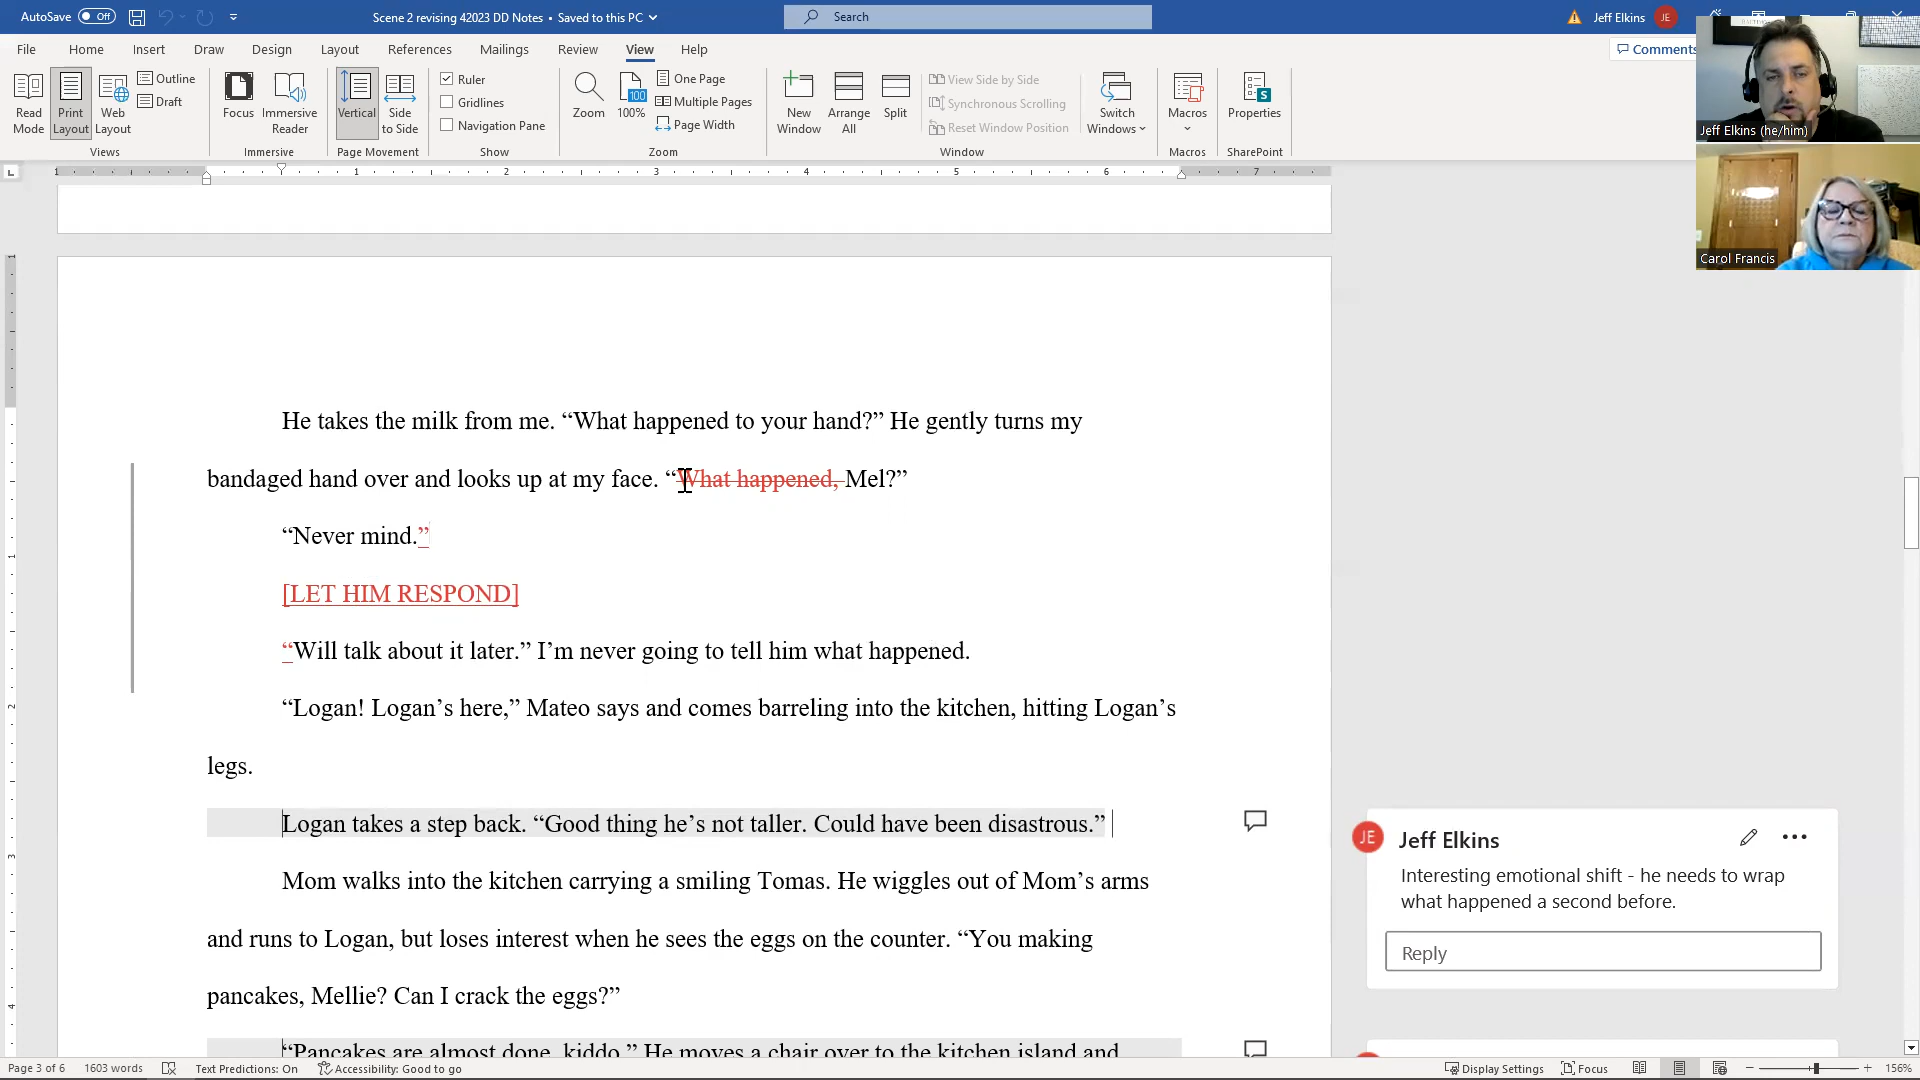 AutoSave Off Scene 2 revising 42023 DD Notes • Saved to this PC Search Jeff Elkins JE
File Home Insert Draw Design Layout References Mailings Review View Help Comments
Read Mode
Print Layout
Web Layout
Outline
Draft
Views
Focus
Immersive Reader
Immersive
Vertical
Side to Side
Page Movement
Ruler
Gridlines
Navigation Pane
Show
Zoom
100
100%
One Page
Multiple Pages
Page Width
Zoom
New Window
Arrange All
Split
View Side by Side
Synchronous Scrolling
Reset Window Position
Switch Windows
Window
Macros
Macros
Properties
SharePoint
Jeff Elkins (he/him)
Carol Francis
1 1 2 3 4 5 6 7
He takes the milk from me. “What happened to your hand?” He gently turns my
bandaged hand over and looks up at my face. “What happened, Mel?”
“Never mind.”
[LET HIM RESPOND]
“Will talk about it later.” I’m never going to tell him what happened.
“Logan! Logan’s here,” Mateo says and comes barreling into the kitchen, hitting Logan’s
legs.
Logan takes a step back. “Good thing he’s not taller. Could have been disastrous.”
Mom walks into the kitchen carrying a smiling Tomas. He wiggles out of Mom’s arms
and runs to Logan, but loses interest when he sees the eggs on the counter. “You making
pancakes, Mellie? Can I crack the eggs?”
“Pancakes are almost done, kiddo.” He moves a chair over to the kitchen island and
JE Jeff Elkins
Interesting emotional shift - he needs to wrap
what happened a second before.
Reply
Page 3 of 6 1603 words Text Predictions: On Accessibility: Good to go Display Settings Focus 156%